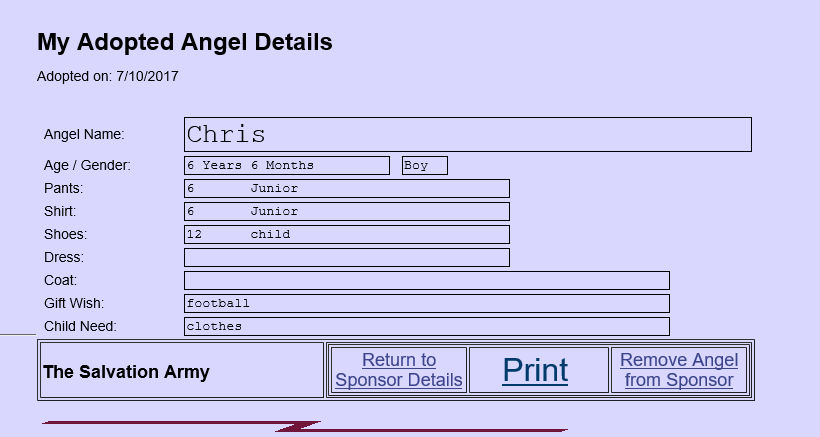 My Adopted Angel Details
Adopted on: 7/10/2017
Angel Name: Chris
Age / Gender: 6 Years 6 Months Boy
Pants: 6 Junior
Shirt: 6 Junior
Shoes: 12 child
Dress:
Coat:
Gift Wish: football
Child Need: clothes
The Salvation Army
Return to
Sponsor Details
Print
Remove Angel
from Sponsor